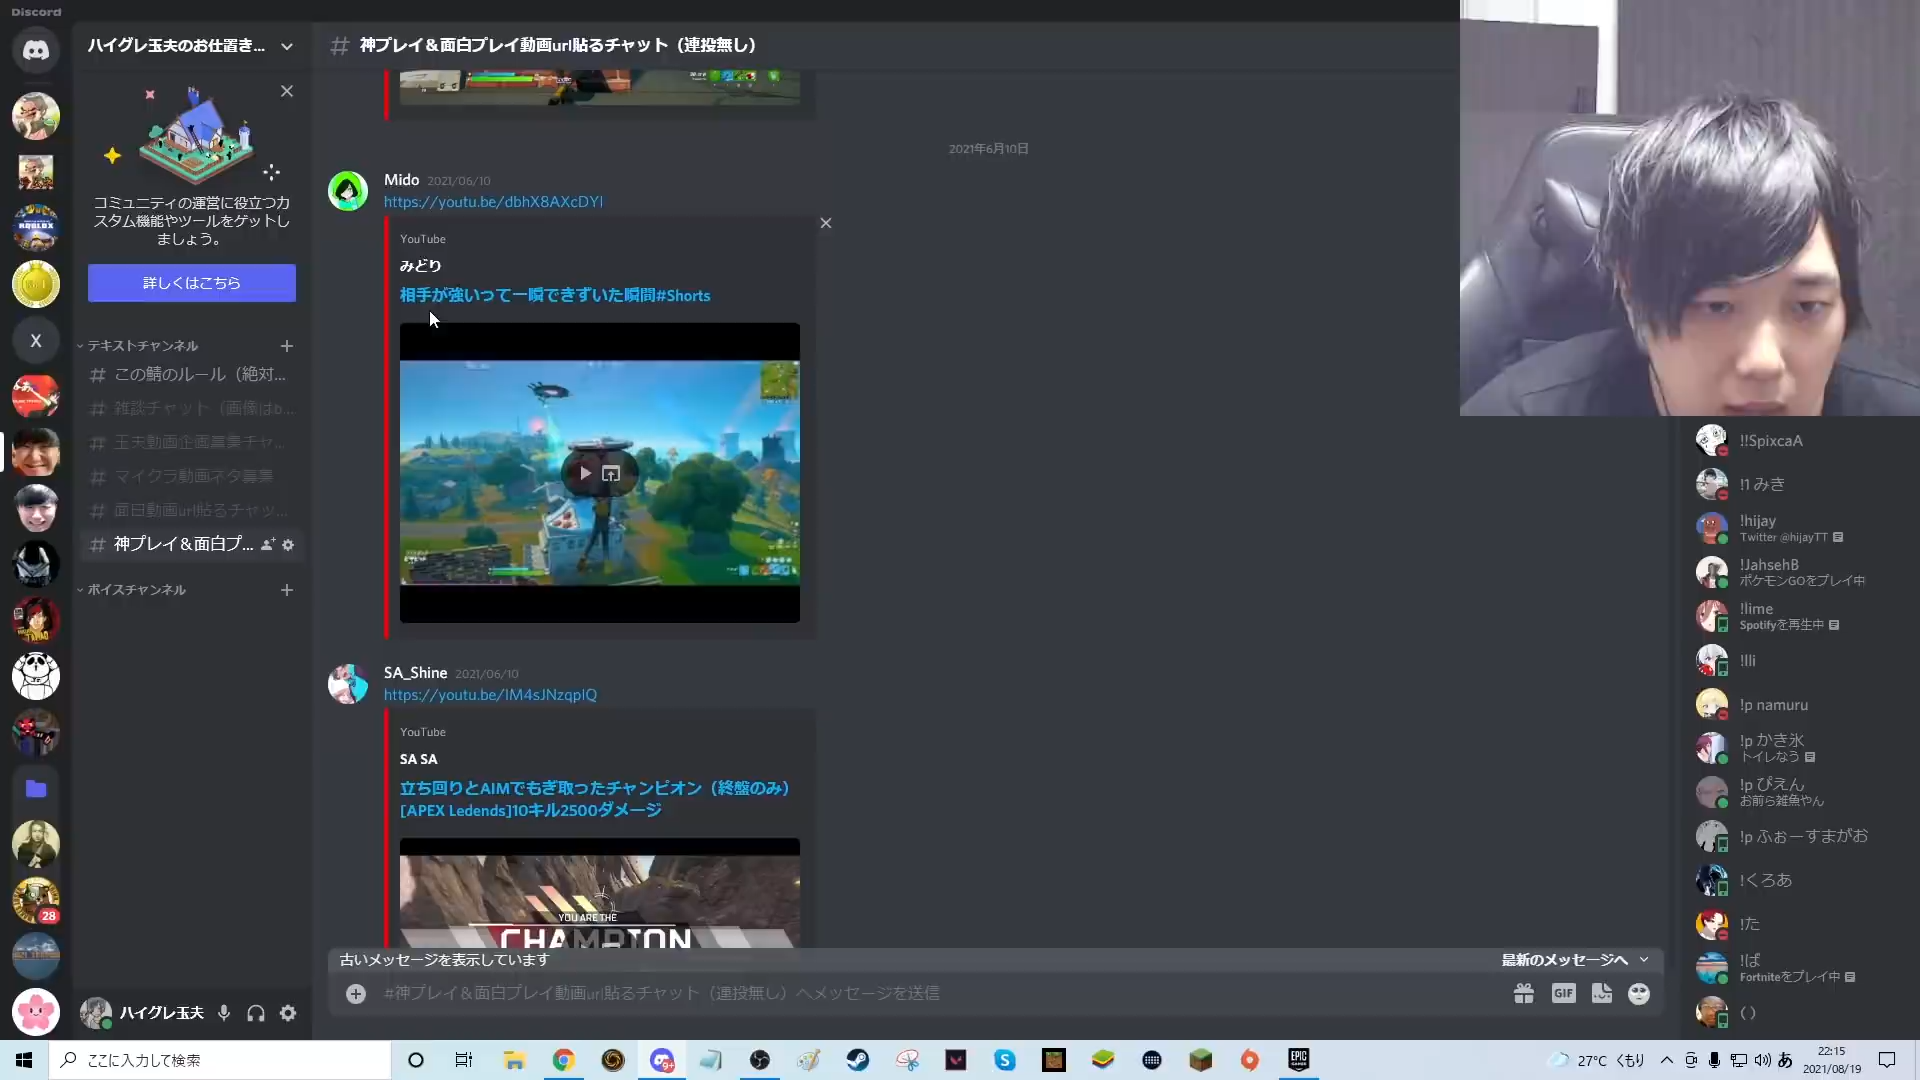 Discord
ハイグレ玉夫のお仕置き...
コミュニティの運営に役立つカ
スタム機能やツールをゲットし
ましょう。
詳しくはこちら
テキストチャンネル
この鯖のルール（絶対...
雑談チャット（画像はb...
玉夫動画企画募集チャ...
マイクラ動画ネタ募集
面白動画url貼るチャッ...
神プレイ＆面白プ...
ボイスチャンネル
X
28
ハイグレ玉夫
神プレイ＆面白プレイ動画url貼るチャット（連投無し）
2021年6月10日
Mido 2021/06/10
YouTube
みどり
相手が強いって一瞬できずいた瞬間#Shorts
SA_Shine 2021/06/10
YouTube
SA SA
立ち回りとAIMでもぎ取ったチャンピオン（終盤のみ）
[APEX Ledends]10キル2500ダメージ
YOU ARE THE
CHAMPION
古いメッセージを表示しています
最新のメッセージへ
#神プレイ＆面白プレイ動画url貼るチャット（連投無し）へメッセージを送信
GIF
!!SpixcaA
!1 みき
!hijay
Twitter @hijayTT
!JahsehB
ポケモンGOをプレイ中
!lime
Spotifyを再生中
!p namuru
!p かき氷
トイレなう
!p ぴえん
お前ら雑魚やん
!p ふぉーすまがお
!くろあ
!た
!ぱ
Fortniteをプレイ中
( )
ここに入力して検索
9+
EPIC
GAMES
27°C くもり
あ
22:15
2021/08/19